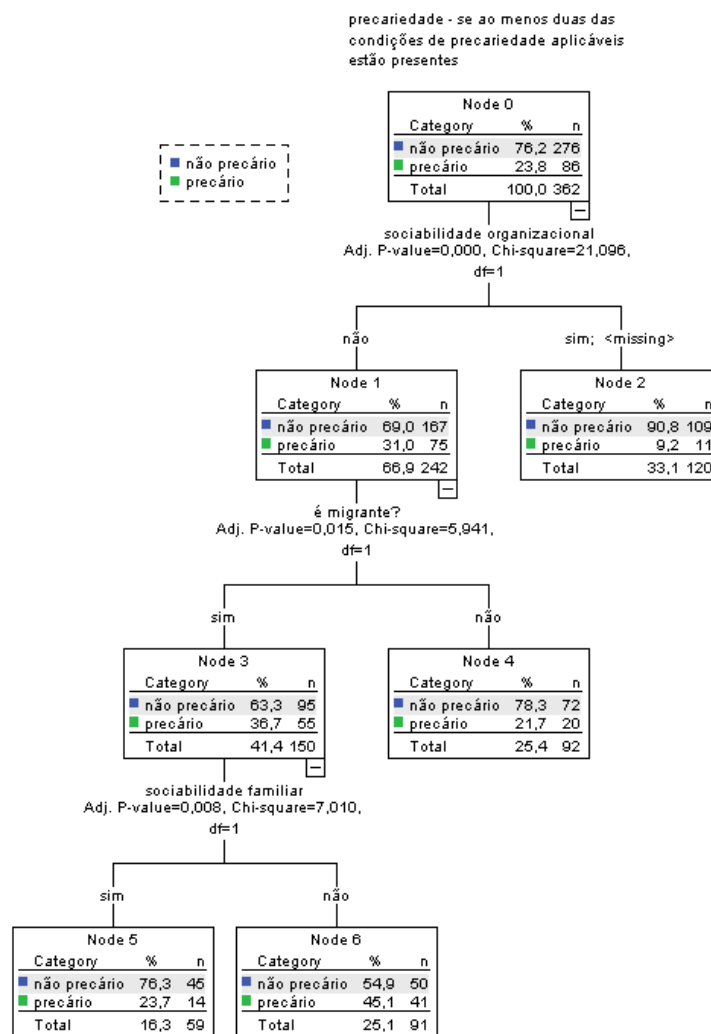 precariedade - se ao menos duas das
condições de precariedade aplicáveis
estão presentes
não precário
precário
Node 0
Category % n
não precário 76,2 276
precário 23,8 86
Total 100,0 362
sociabilidade organizacional
Adj. P-value=0,000, Chi-square=21,096,
df=1
não
sim; <missing>
Node 1
Category % n
não precário 69,0 167
precário 31,0 75
Total 66,9 242
Node 2
Category % n
não precário 90,8 109
precário 9,2 11
Total 33,1 120
é migrante?
Adj. P-value=0,015, Chi-square=5,941,
df=1
sim
não
Node 3
Category % n
não precário 63,3 95
precário 36,7 55
Total 41,4 150
Node 4
Category % n
não precário 78,3 72
precário 21,7 20
Total 25,4 92
sociabilidade familiar
Adj. P-value=0,008, Chi-square=7,010,
df=1
sim
não
Node 5
Category % n
não precário 76,3 45
precário 23,7 14
Total 16,3 59
Node 6
Category % n
não precário 54,9 50
precário 45,1 41
Total 25,1 91